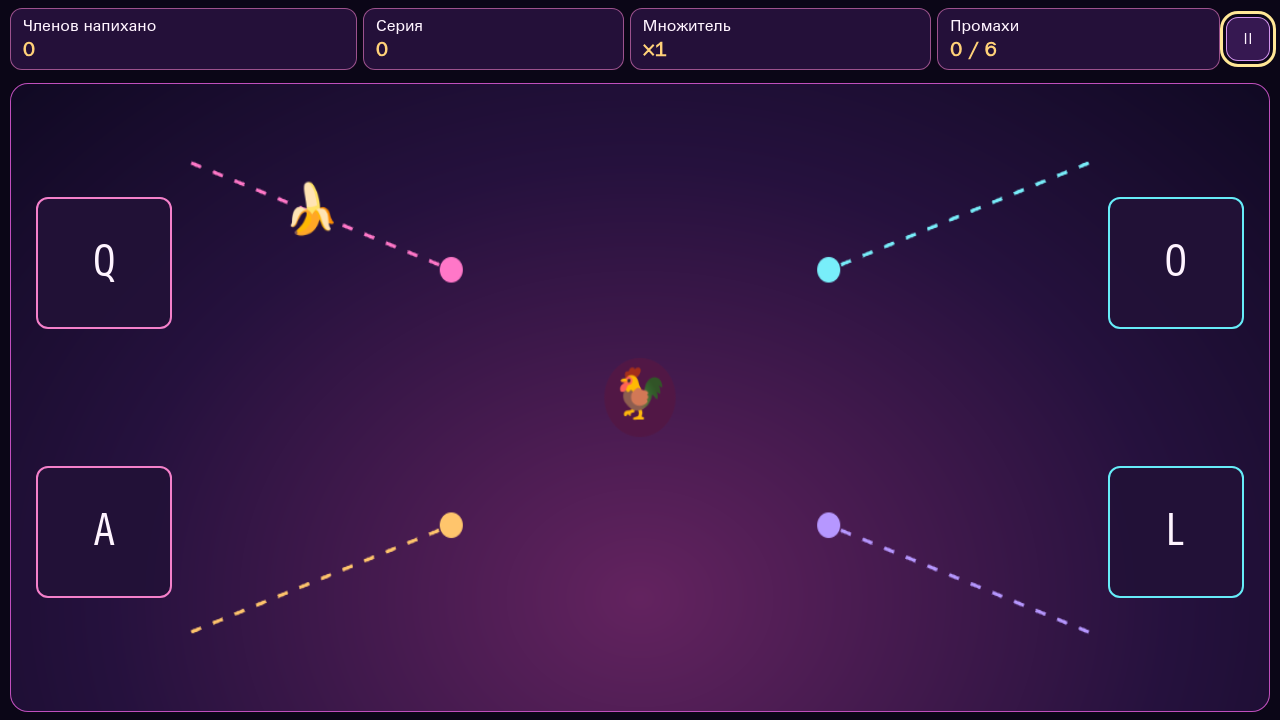 Членов напихано
0
Серия
0
Множитель
×1
Промахи
0 / 6
II
Q
O
A
L